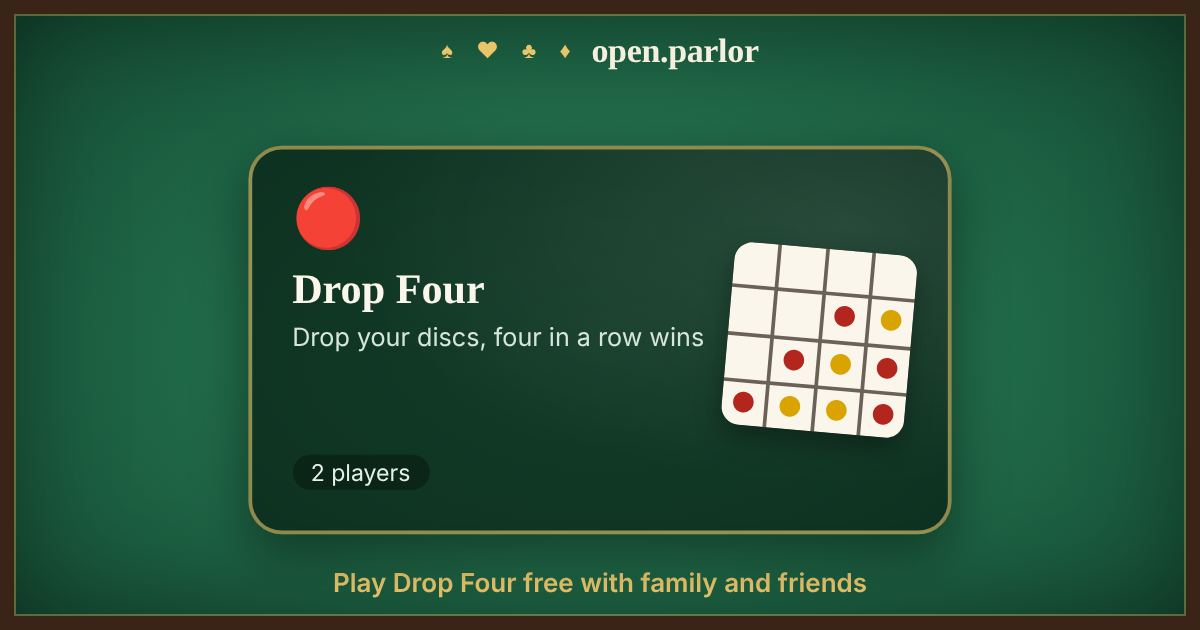 ♠ ♥ ♣ ♦ open.parlor
Drop Four
Drop your discs, four in a row wins
2 players
Play Drop Four free with family and friends